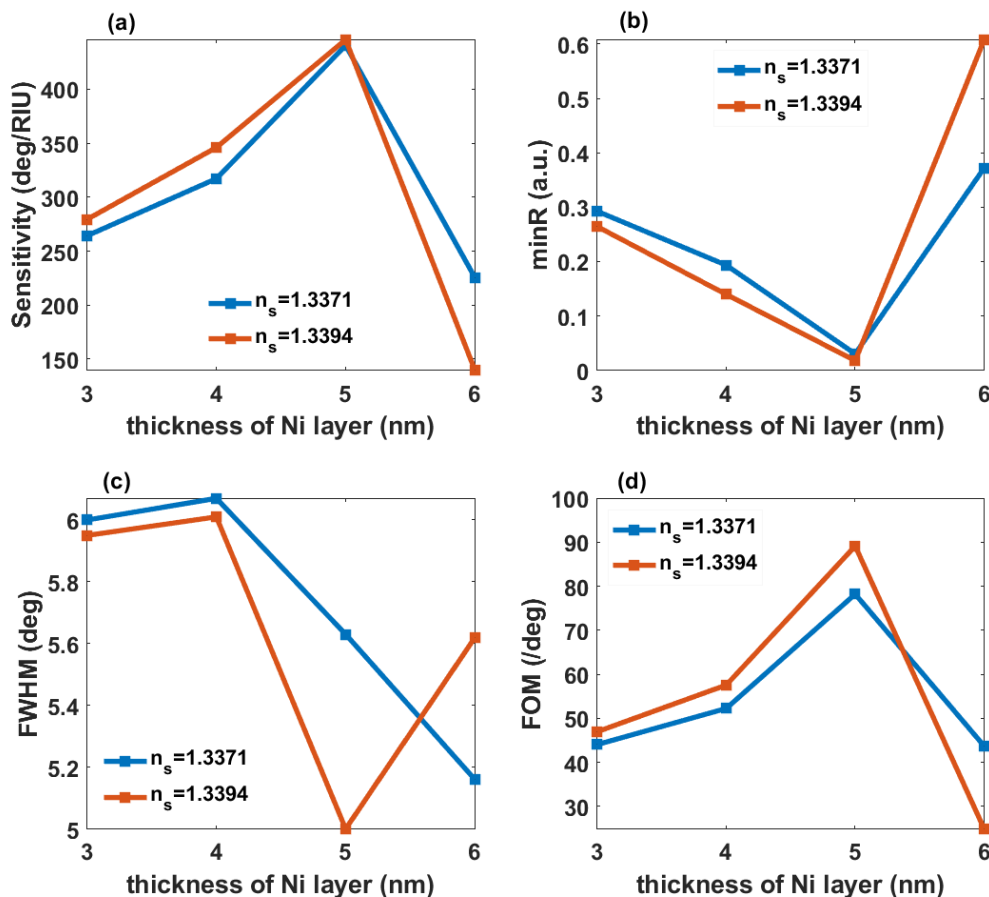 (a)
Sensitivity (deg/RIU)
400
350
300
250
200
150
n_s=1.3371
n_s=1.3394
3 4 5 6
thickness of Ni layer (nm)
(b)
minR (a.u.)
0.6
0.5
0.4
0.3
0.2
0.1
0
n_s=1.3371
n_s=1.3394
3 4 5 6
thickness of Ni layer (nm)
(c)
FWHM (deg)
6
5.8
5.6
5.4
5.2
5
n_s=1.3371
n_s=1.3394
3 4 5 6
thickness of Ni layer (nm)
(d)
FOM (/deg)
100
90
80
70
60
50
40
30
n_s=1.3371
n_s=1.3394
3 4 5 6
thickness of Ni layer (nm)